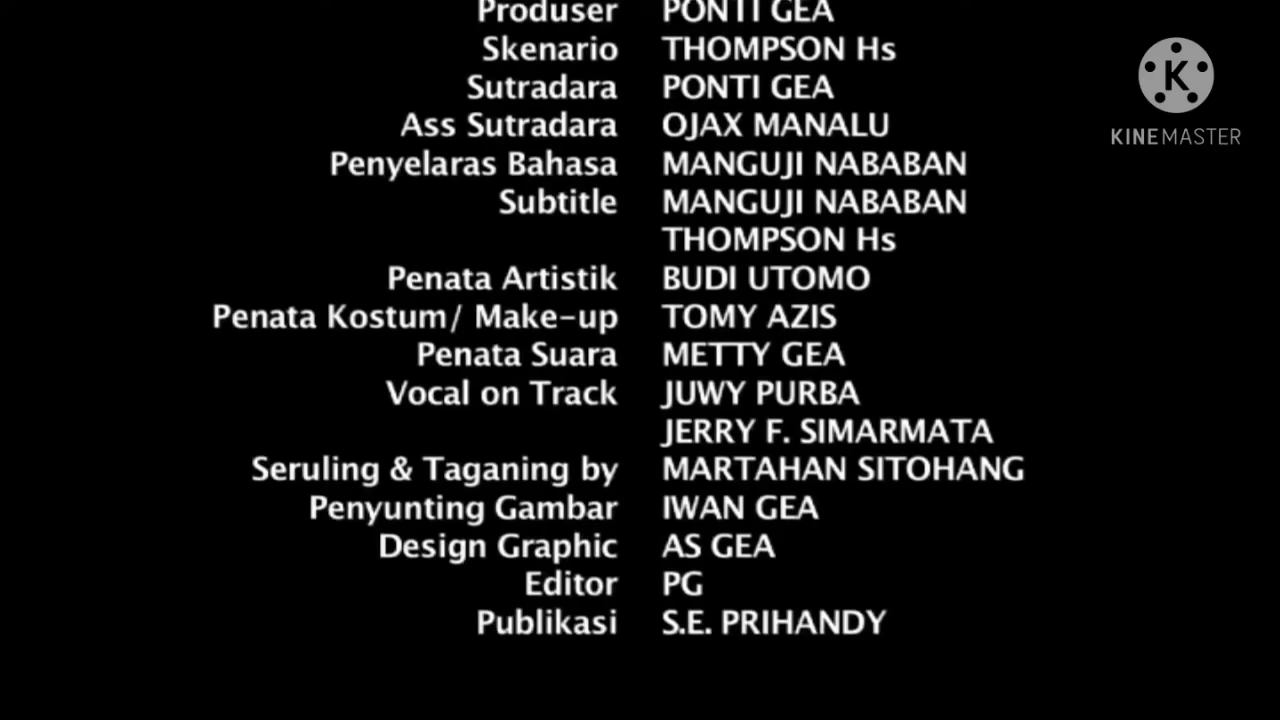 Produser PONTI GEA
Skenario THOMPSON Hs
Sutradara PONTI GEA
Ass Sutradara OJAX MANALU
Penyelaras Bahasa MANGUJI NABABAN
Subtitle MANGUJI NABABAN
THOMPSON Hs
Penata Artistik BUDI UTOMO
Penata Kostum/ Make-up TOMY AZIS
Penata Suara METTY GEA
Vocal on Track JUWY PURBA
JERRY F. SIMARMATA
Seruling & Taganing by MARTAHAN SITOHANG
Penyunting Gambar IWAN GEA
Design Graphic AS GEA
Editor PG
Publikasi S.E. PRIHANDY
K
KINEMASTER